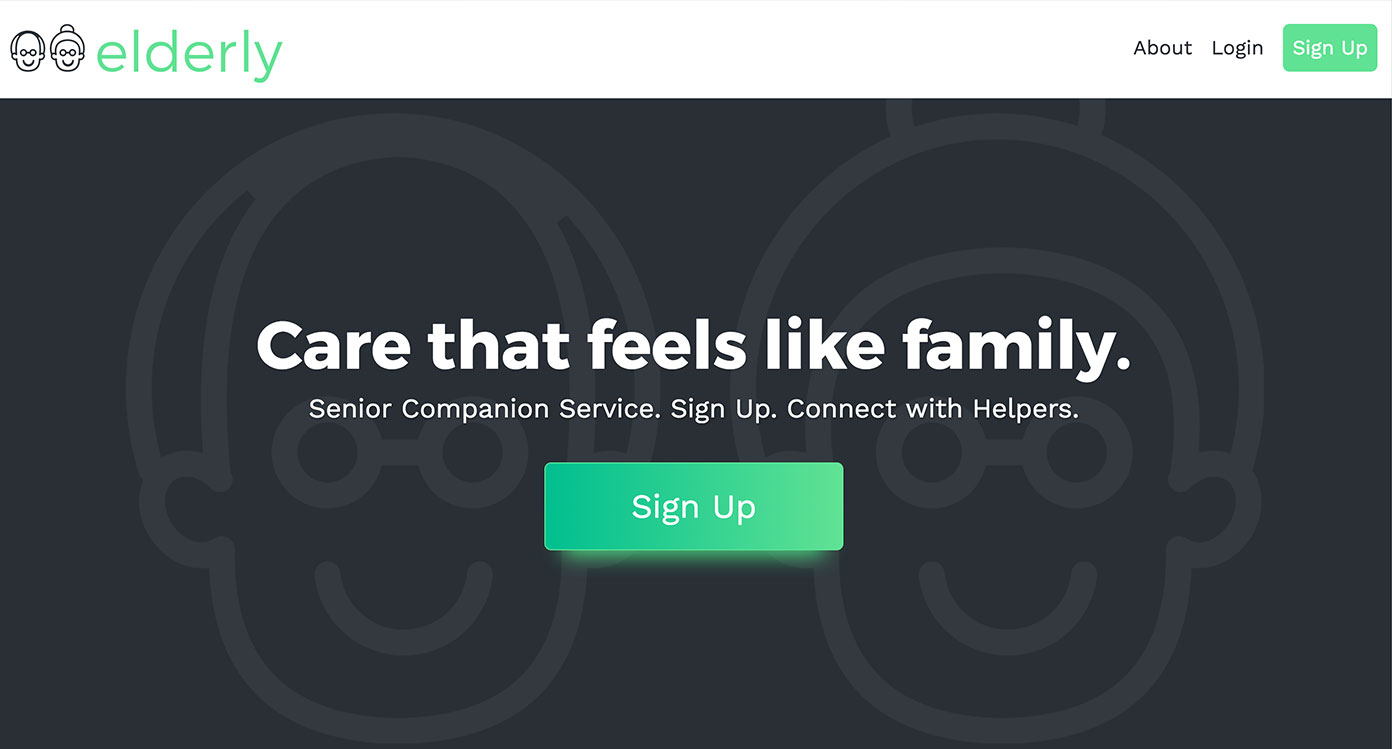 elderly
About Login Sign Up
Care that feels like family.
Senior Companion Service. Sign Up. Connect with Helpers.
Sign Up